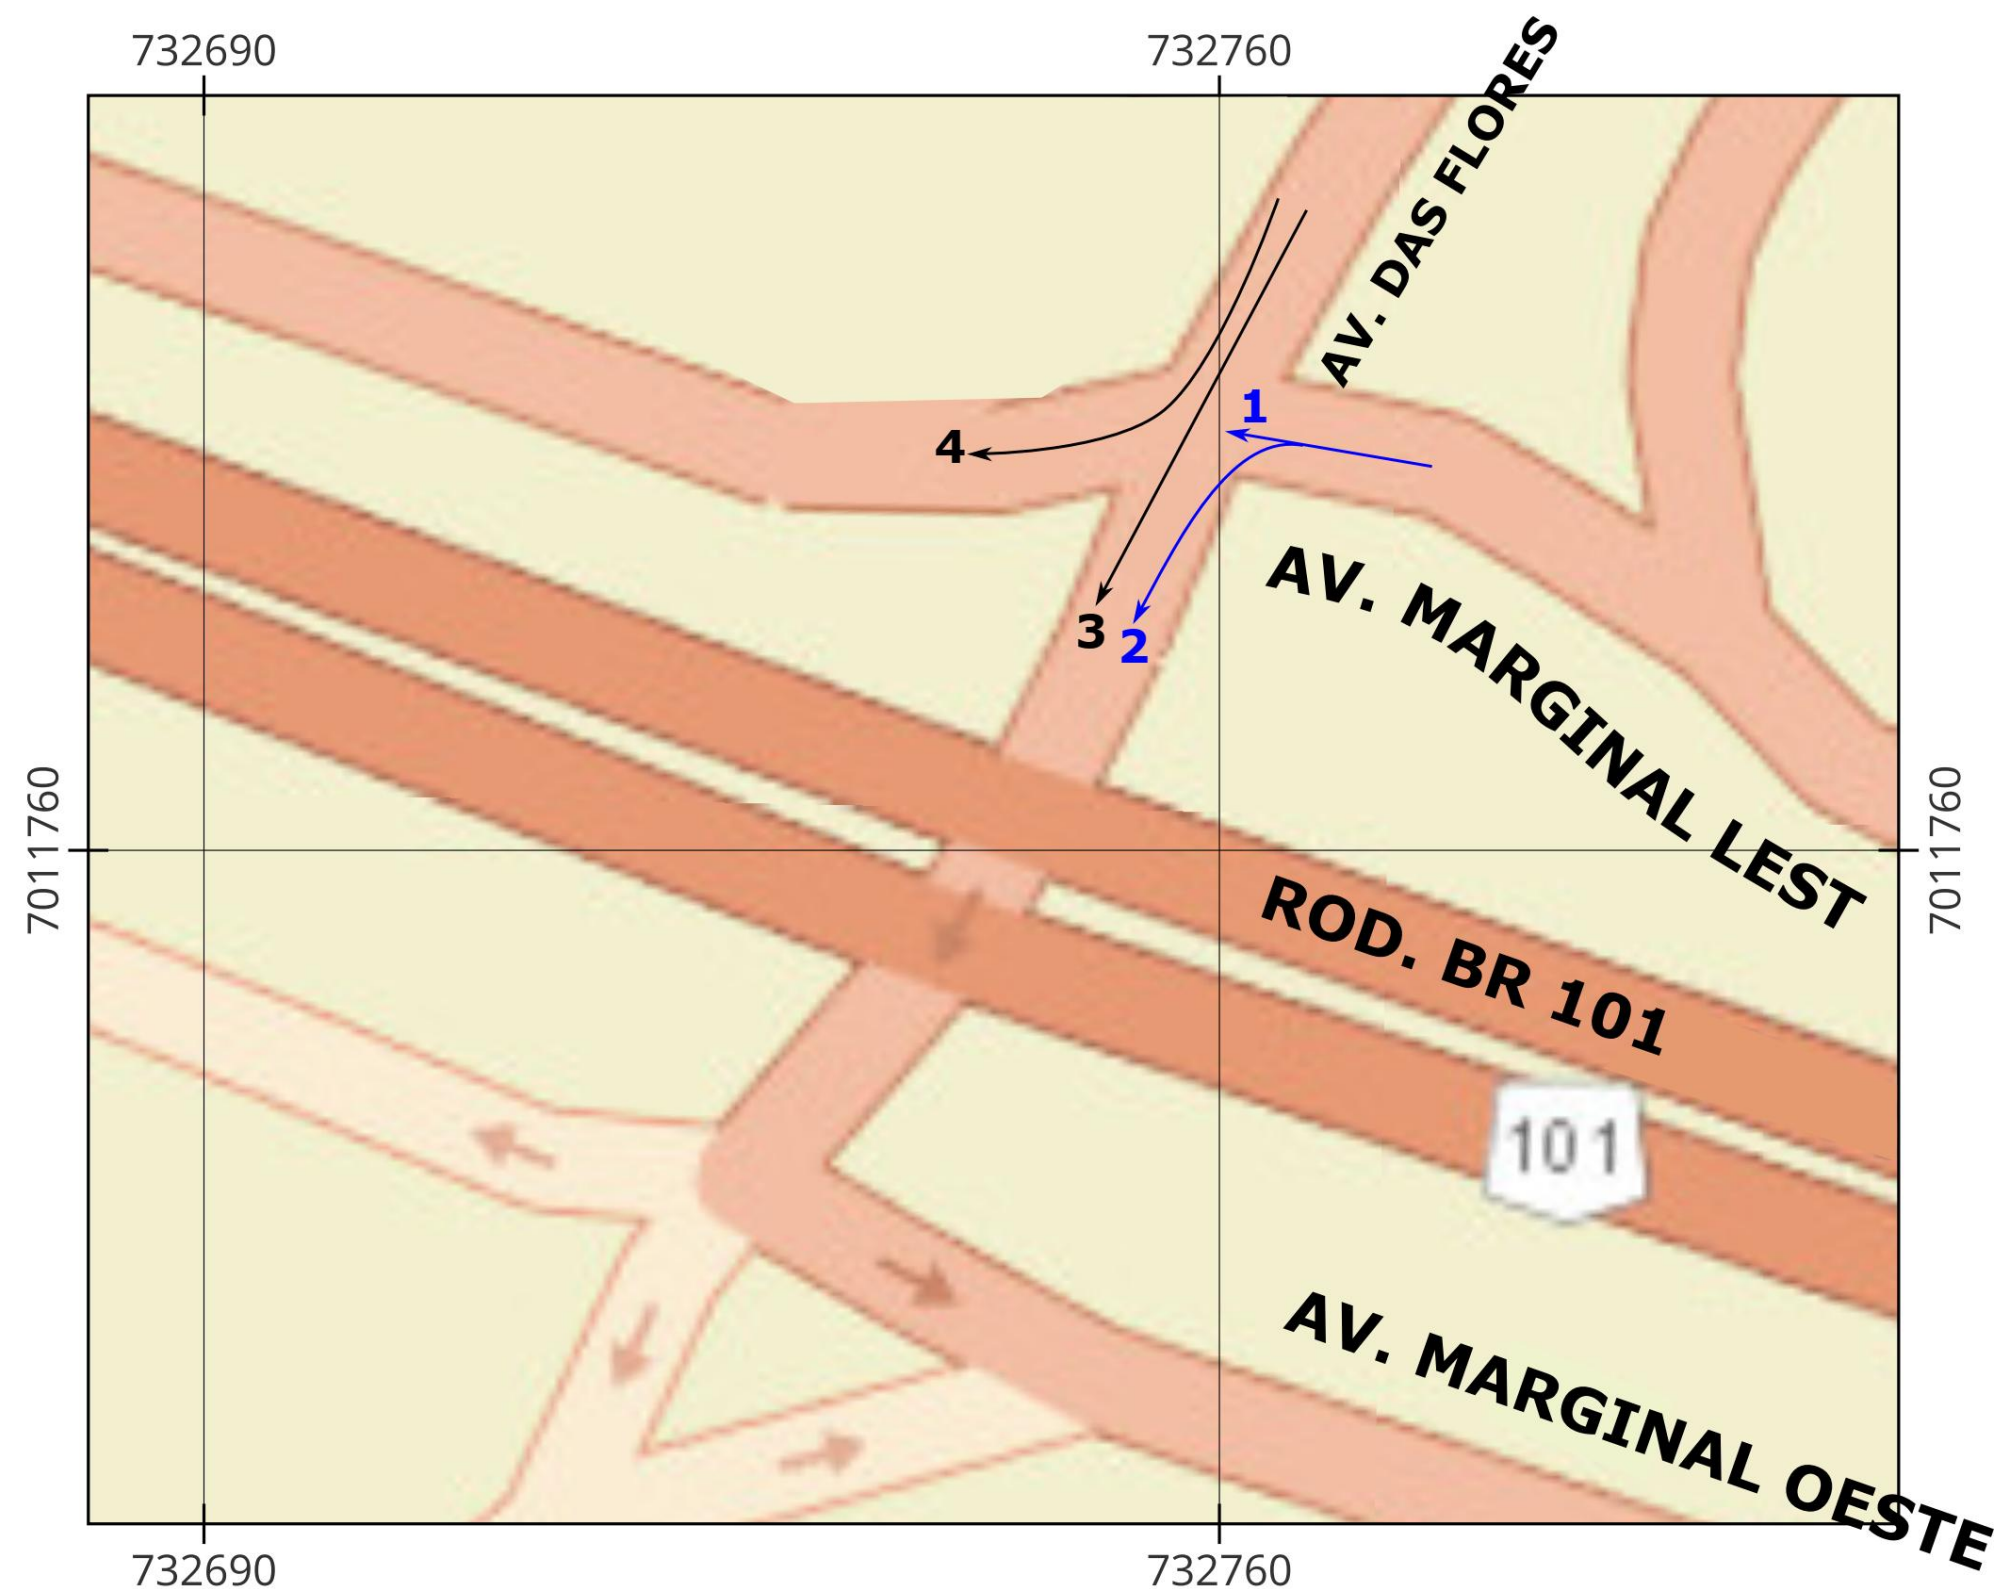 732690
732760
AV. DAS FLORES
1
4
3
2
AV. MARGINAL LEST
7011760
7011760
ROD. BR 101
101
AV. MARGINAL OESTE
732690
732760